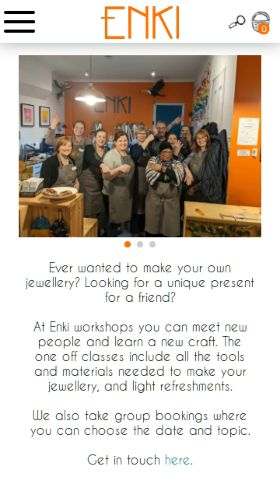 ENKI
0
ENKI
Ever wanted to make your own
jewellery? Looking for a unique present
for a friend?
At Enki workshops you can meet new
people and learn a new craft. The
one off classes include all the tools
and materials needed to make your
jewellery, and light refreshments.
We also take group bookings where
you can choose the date and topic.
Get in touch here.